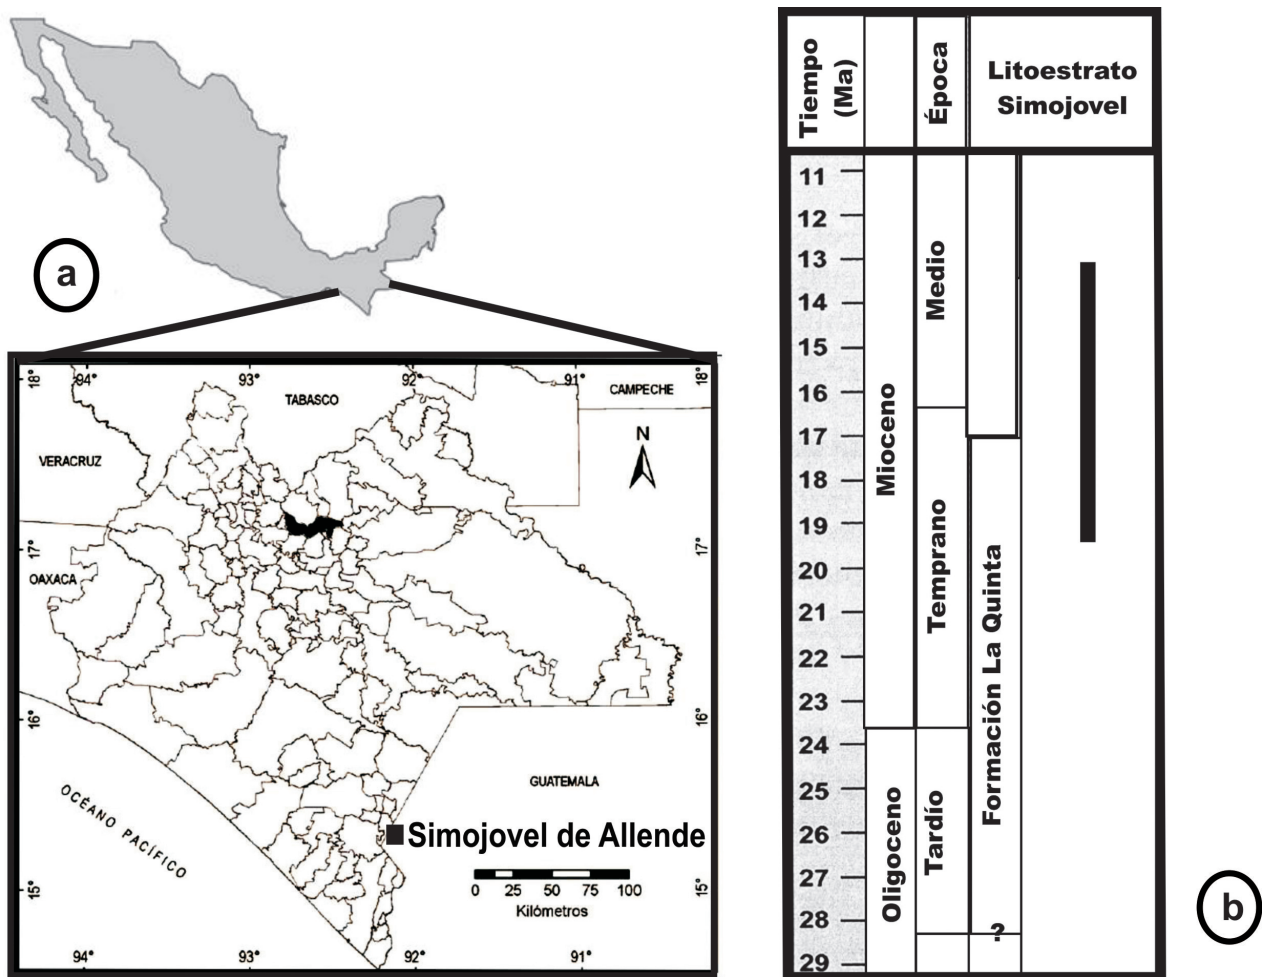 a
18°
94°
93°
92°
91°
18°
TABASCO
CAMPECHE
VERACRUZ
N
17°
17°
OAXACA
16°
16°
GUATEMALA
OCÉANO PACÍFICO
Simojovel de Allende
0 25 50 75 100
Kilómetros
15°
15°
94°
93°
92°
91°
Tiempo
(Ma)
Época
Litoestrato
Simojovel
11
12
13
14
15
16
17
18
19
20
21
22
23
24
25
26
27
28
29
Mioceno
Oligoceno
Medio
Temprano
Tardío
Formación La Quinta
?
b